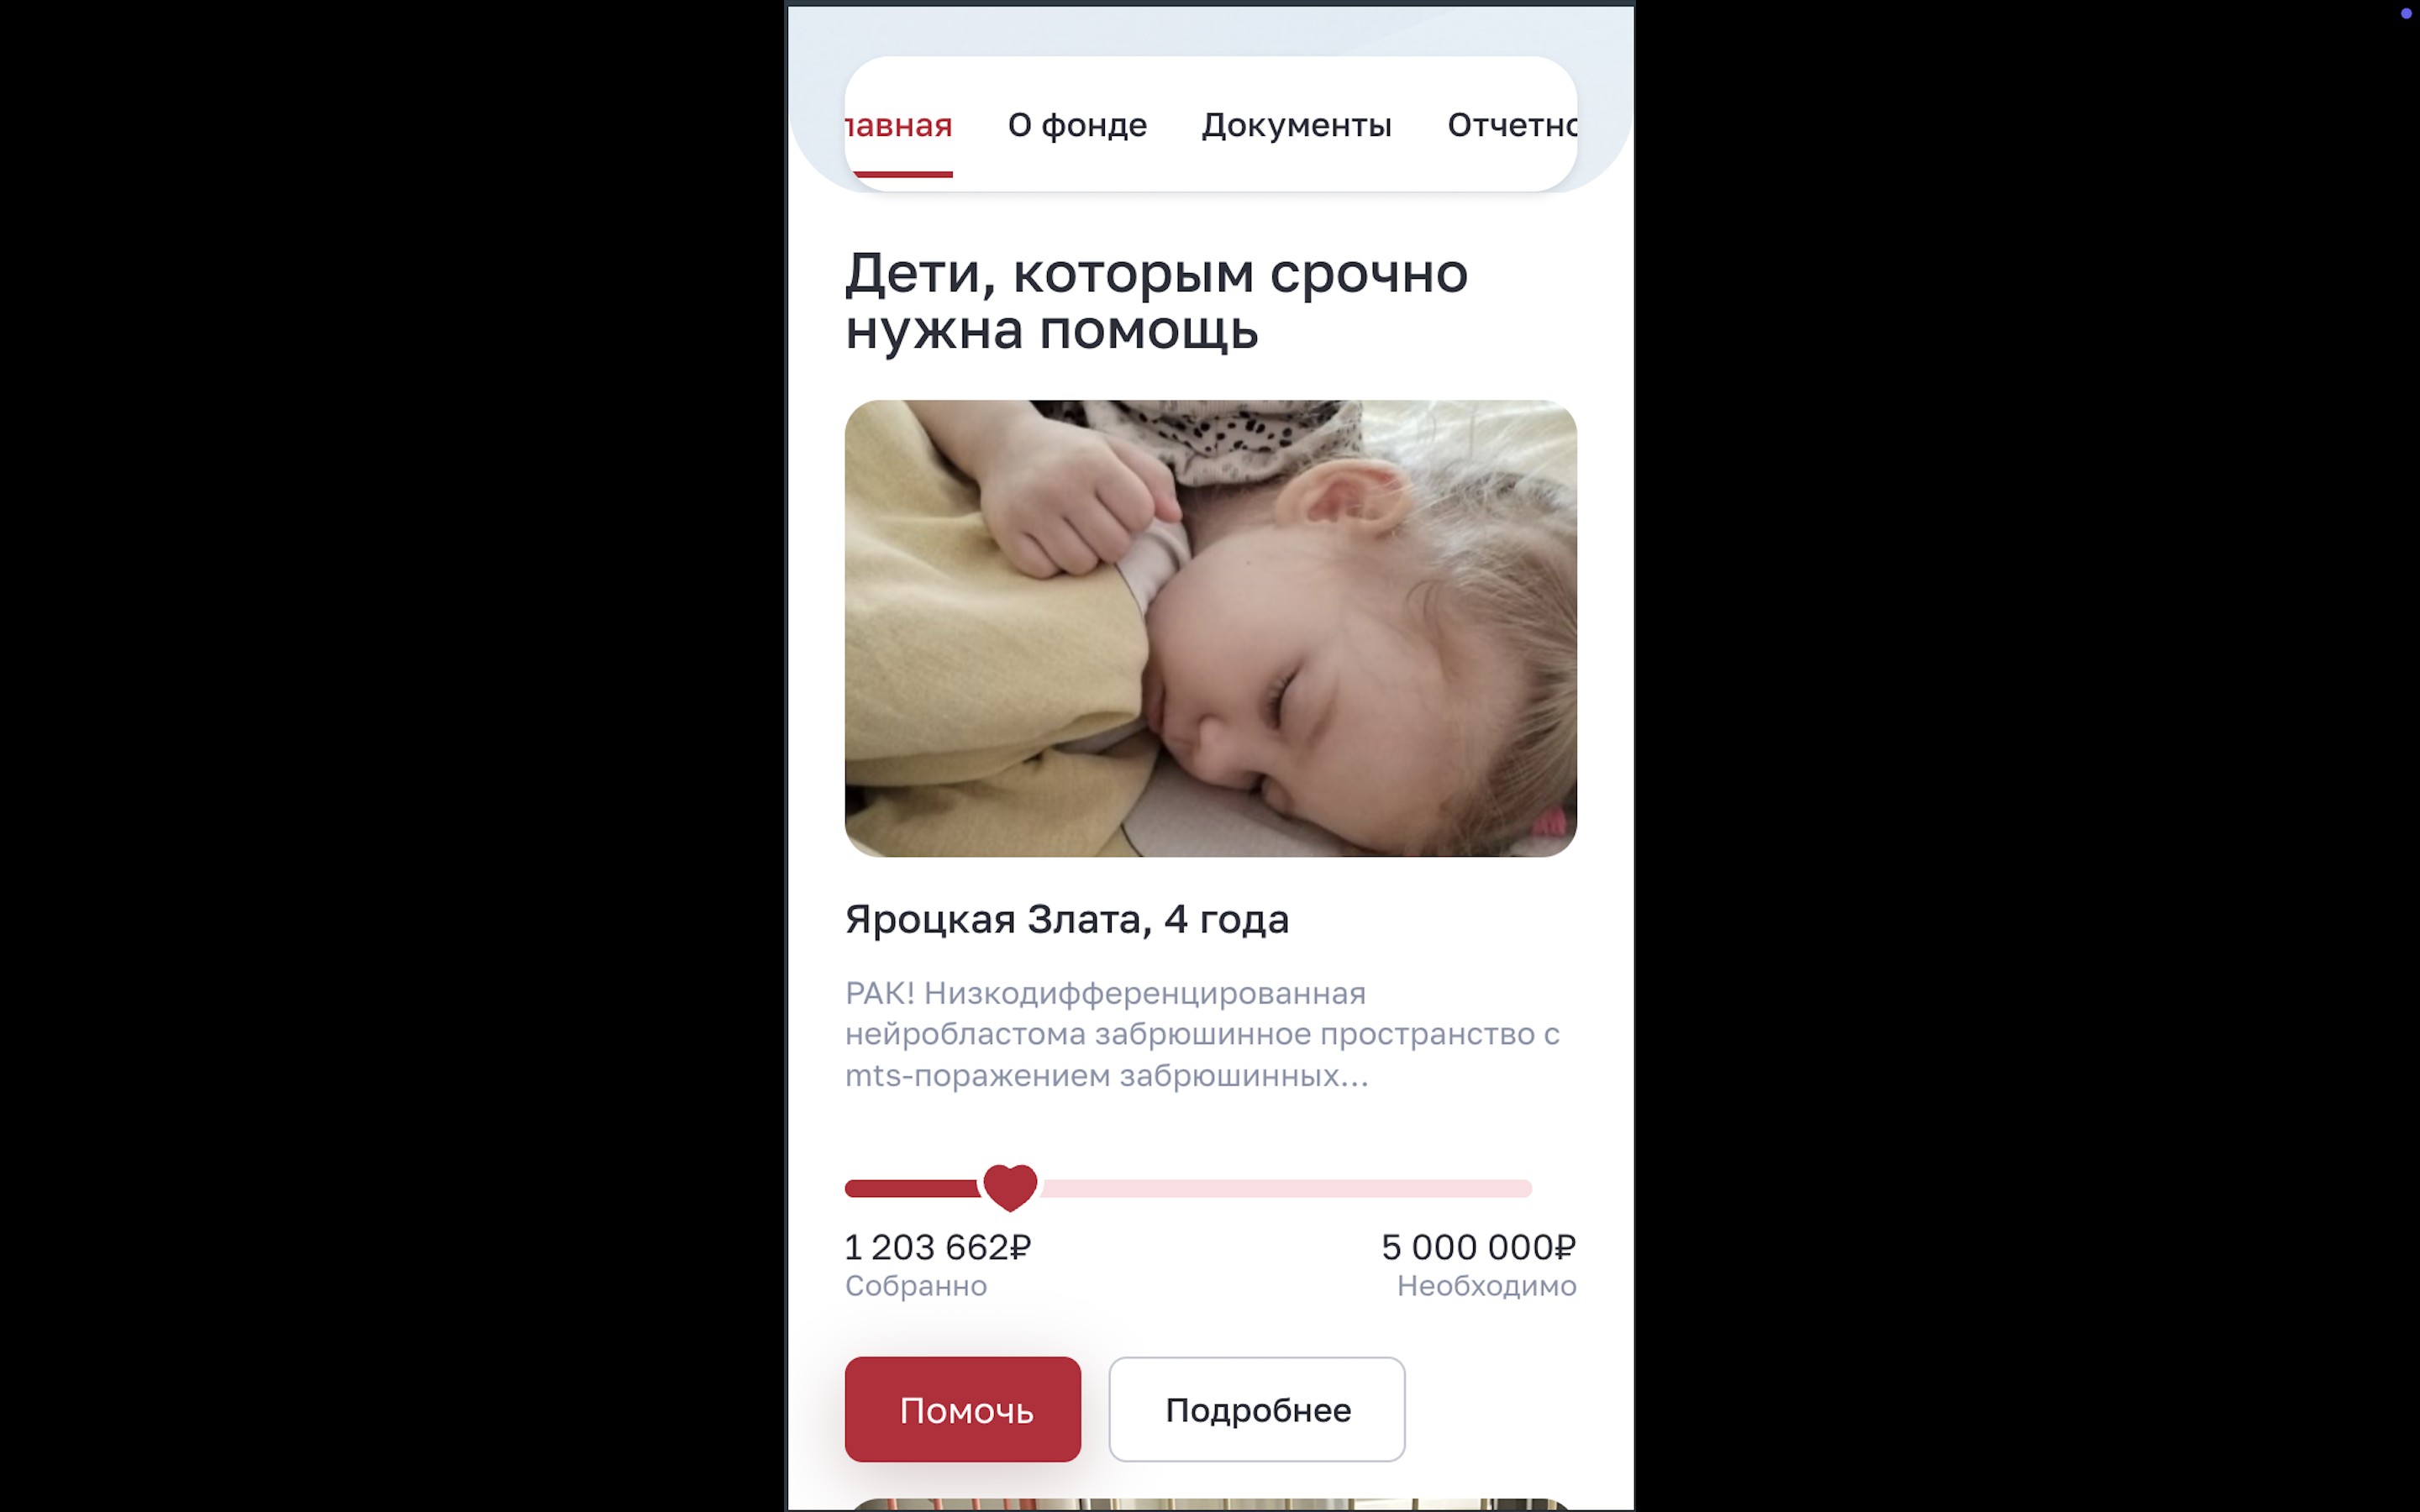 лавная О фонде Документы Отчетно
Дети, которым срочно
нужна помощь
Яроцкая Злата, 4 года
РАК! Низкодифференцированная
нейробластома забрюшинное пространство с
mts-поражением забрюшинных...
1 203 662₽ 5 000 000₽
Собранно Необходимо
Помочь Подробнее